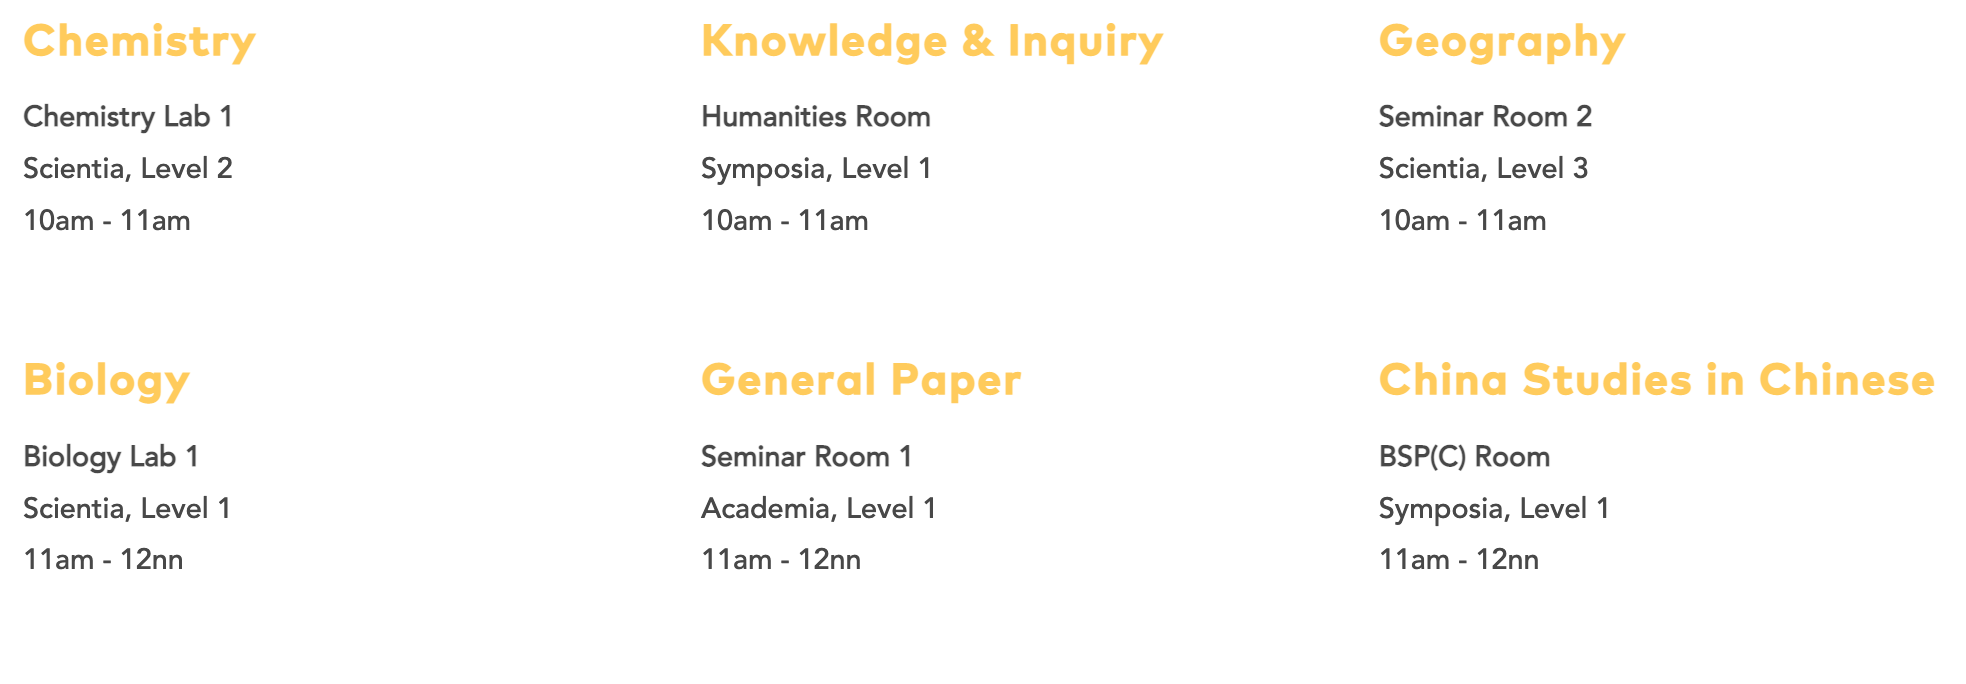 Chemistry
Chemistry Lab 1
Scientia, Level 2
10am - 11am
Knowledge & Inquiry
Humanities Room
Symposia, Level 1
10am - 11am
Geography
Seminar Room 2
Scientia, Level 3
10am - 11am
Biology
Biology Lab 1
Scientia, Level 1
11am - 12nn
General Paper
Seminar Room 1
Academia, Level 1
11am - 12nn
China Studies in Chinese
BSP(C) Room
Symposia, Level 1
11am - 12nn